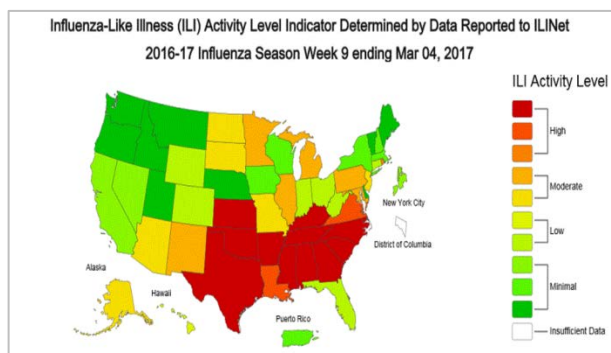 Influenza-Like Illness (ILI) Activity Level Indicator Determined by Data Reported to ILINet
2016-17 Influenza Season Week 9 ending Mar 04, 2017
ILI Activity Level
High
Moderate
New York City
Low
District of Columbia
Alaska
Hawaii
Minimal
Puerto Rico
Insufficient Data